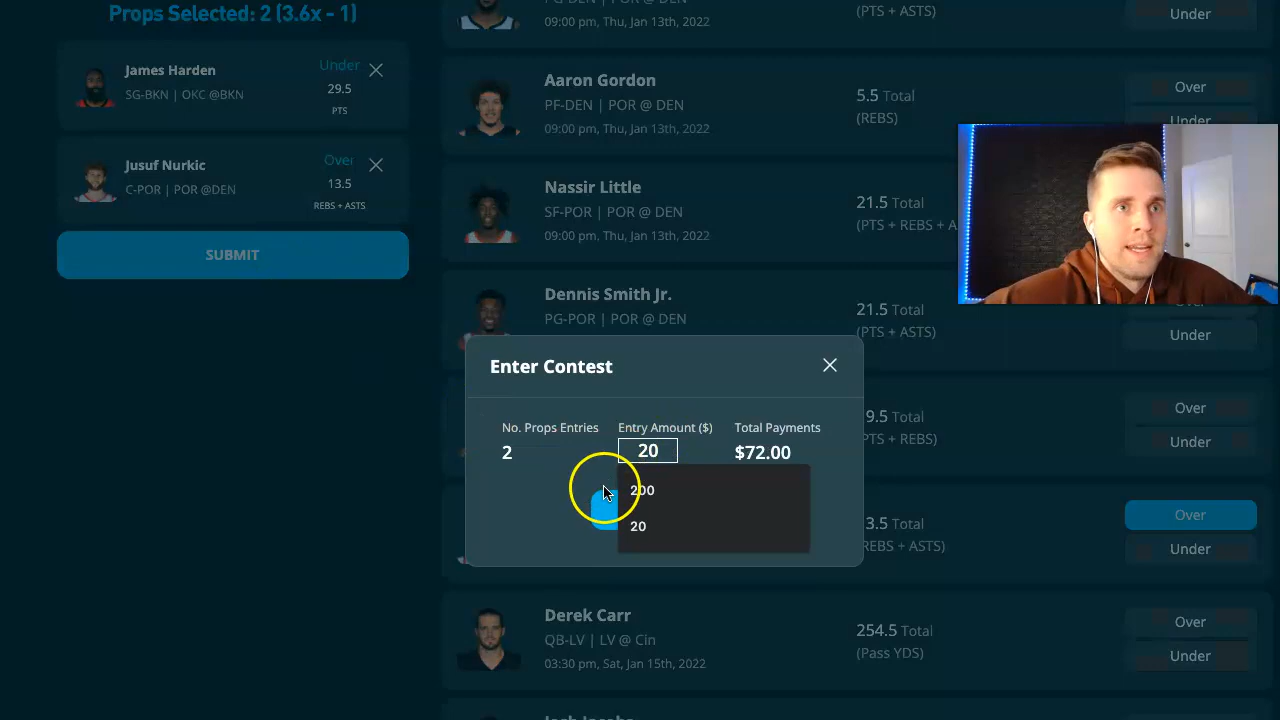 Props Selected: 2 (3.6x - 1)
James Harden
SG-BKN | OKC @BKN
Under
29.5
PTS
Jusuf Nurkic
C-POR | POR @DEN
Over
13.5
REBS + ASTS
SUBMIT
09:00 pm, Thu, Jan 13th, 2022
(PTS + ASTS)
Under
Aaron Gordon
PF-DEN | POR @ DEN
09:00 pm, Thu, Jan 13th, 2022
5.5 Total
(REBS)
Over
Under
Nassir Little
SF-POR | POR @ DEN
09:00 pm, Thu, Jan 13th, 2022
21.5 Total
(PTS + REBS + A
Dennis Smith Jr.
PG-POR | POR @ DEN
21.5 Total
(PTS + ASTS)
Over
Under
Enter Contest
No. Props Entries
2
Entry Amount ($)
20
Total Payments
$72.00
200
20
9.5 Total
PTS + REBS)
Over
Under
3.5 Total
REBS + ASTS)
Over
Under
Derek Carr
QB-LV | LV @ Cin
03:30 pm, Sat, Jan 15th, 2022
254.5 Total
(Pass YDS)
Over
Under